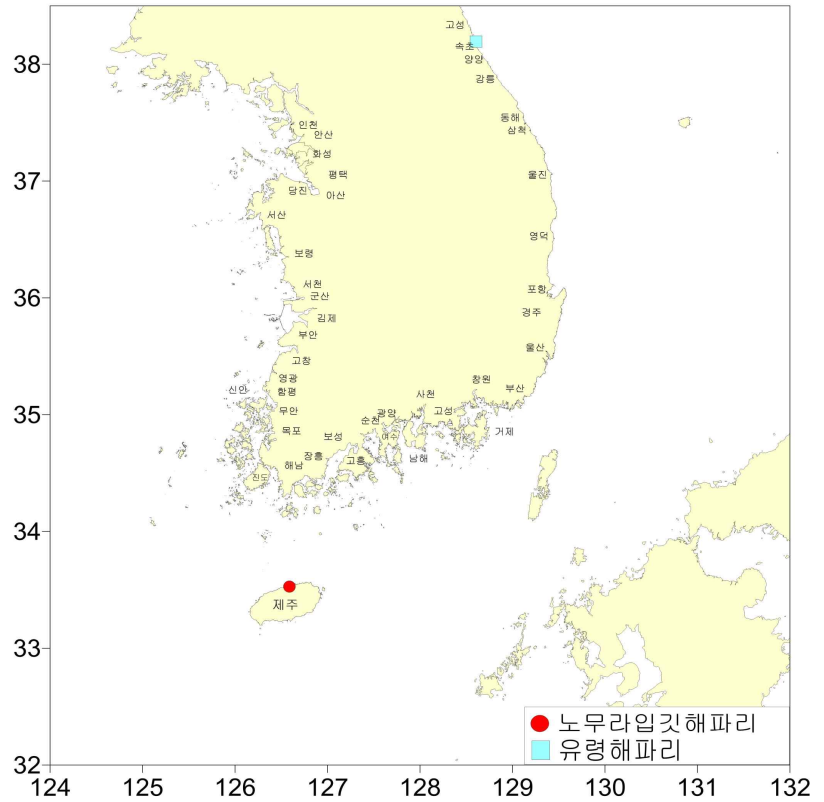 고성
속초
양양
강릉
동해
삼척
울진
영덕
포항
경주
울산
부산
창원
거제
고성
사천
남해
광양
순천
여수
고흥
보성
장흥
해남
진도
목포
무안
함평
신안
영광
고창
부안
김제
군산
서천
보령
서산
당진
아산
평택
화성
안산
인천
제주
노무라입깃해파리
유령해파리
38
37
36
35
34
33
32
124 125 126 127 128 129 130 131 132